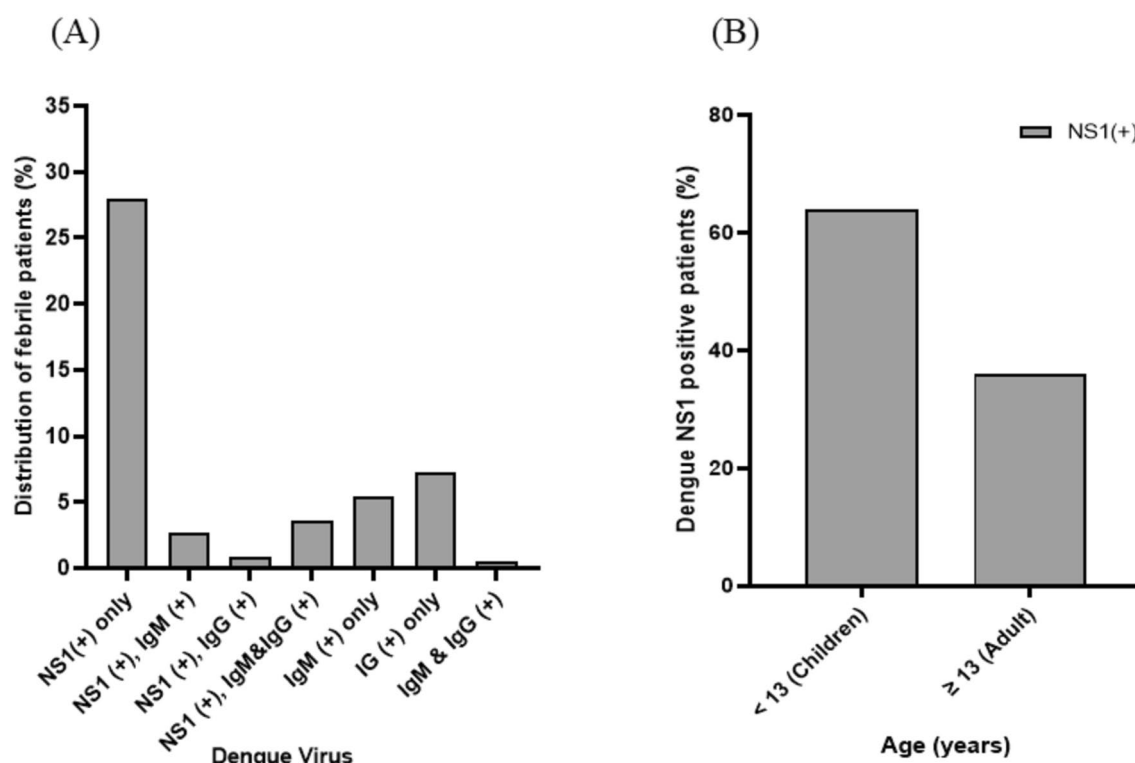 (A)
Distribution of febrile patients (%)
35
30
25
20
15
10
5
0
NS1(+) only
NS1 (+), IgM (+)
NS1 (+), IgG (+)
NS1 (+), IgM&IgG (+)
IgM (+) only
IG (+) only
IgM & IgG (+)
Dengue Virus
(B)
Dengue NS1 positive patients (%)
80
60
40
20
0
NS1(+)
< 13 (Children)
≥ 13 (Adult)
Age (years)